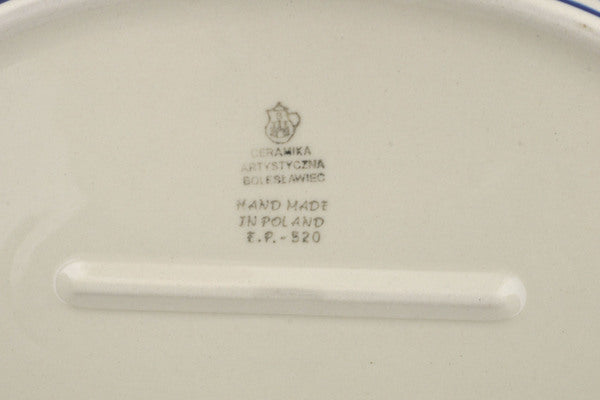 CERAMIKA
ARTYSTYCZNA
BOLESŁAWIEC
HAND MADE
IN POLAND
E.P.-520